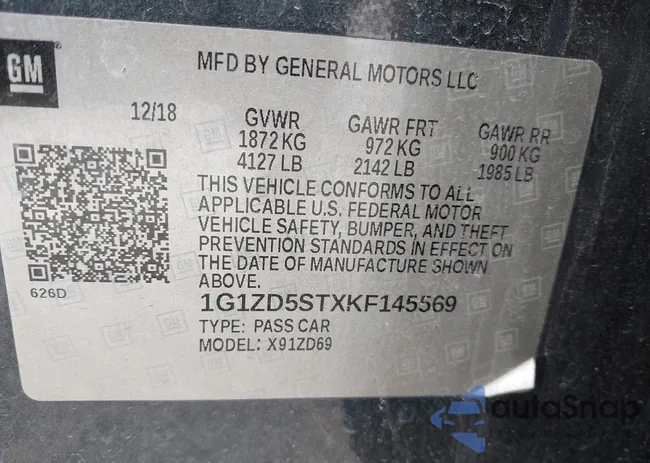 GM
MFD BY GENERAL MOTORS LLC
12/18
GVWR
1872 KG
4127 LB
GAWR FRT
972 KG
2142 LB
GAWR RR
900 KG
1985 LB
THIS VEHICLE CONFORMS TO ALL
APPLICABLE U.S. FEDERAL MOTOR
VEHICLE SAFETY, BUMPER, AND THEFT
PREVENTION STANDARDS IN EFFECT ON
THE DATE OF MANUFACTURE SHOWN
ABOVE.
626D
1G1ZD5STXKF145569
TYPE: PASS CAR
MODEL: X91ZD69
autoSnap